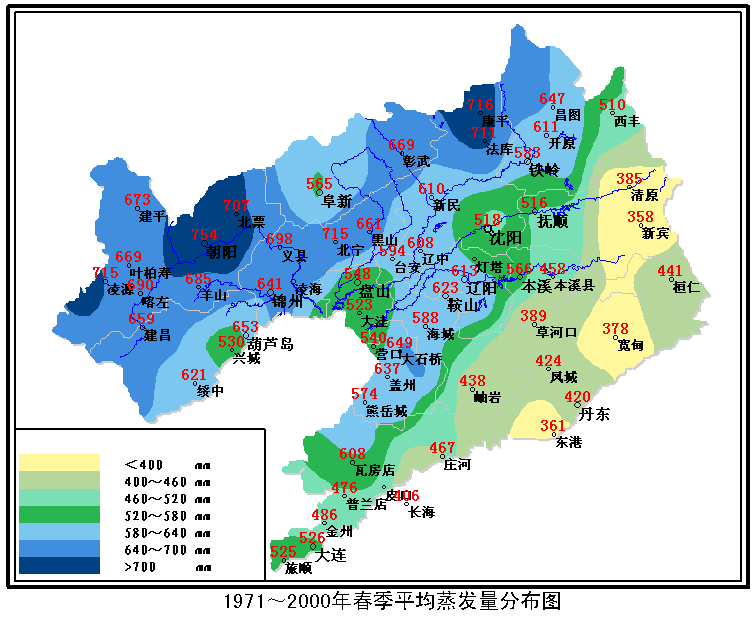 716
康平
647
昌图
510
西丰
711
法库
611
开原
669
彰武
583
铁岭
565
阜新
610
新民
385
清原
673
建平
707
北票
516
抚顺
358
新宾
518
沈阳
754
朝阳
698
义县
715
北宁
661
黑山
594
台安
608
辽中
669
叶柏寿
灯塔
715
凌源
690
喀左
685
羊山
641
锦州
凌海
548
盘山
613
辽阳
566
本溪
458
本溪县
441
桓仁
623
鞍山
523
大洼
659
建昌
653
葫芦岛
588
海城
389
草河口
378
宽甸
530
兴城
540
营口
649
大石桥
621
绥中
637
盖州
438
岫岩
424
凤城
574
熊岳城
420
丹东
361
东港
608
瓦房店
467
庄河
476
普兰店
皮口
406
长海
486
金州
526
大连
525
旅顺
<400 mm
400～460 mm
460～520 mm
520～580 mm
580～640 mm
640～700 mm
>700 mm
1971～2000年春季平均蒸发量分布图